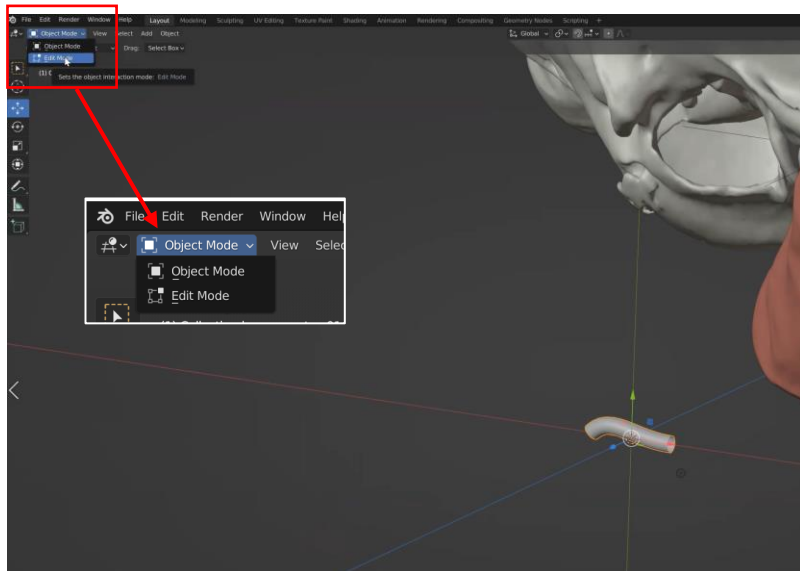 File Edit Render Window Help Layout Modeling Sculpting UV Editing Texture Paint Shading Animation Rendering Compositing Geometry Nodes Scripting +
Object Mode View Select Add Object Global
Object Mode Drag: Select Box
Edit Mode
(1) C
Sets the object interaction mode: Edit Mode
File Edit Render Window Help
Object Mode View Selec
Object Mode
Edit Mode